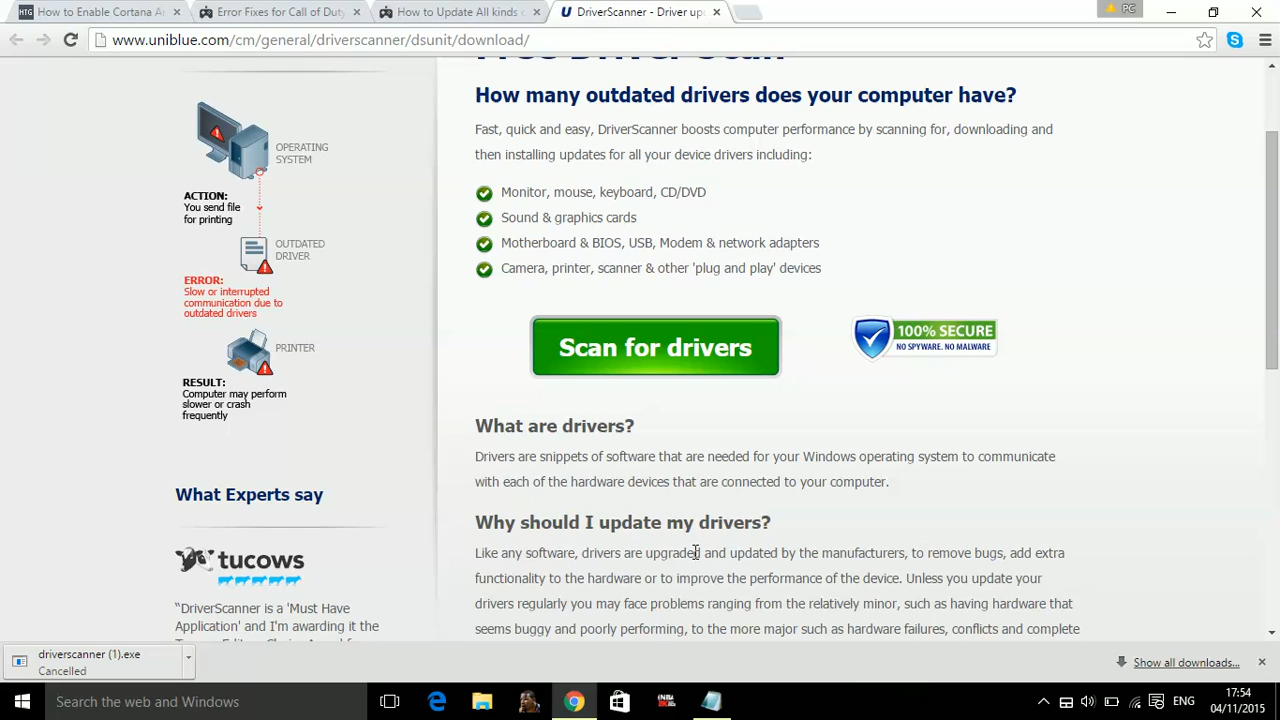 How to Enable Cortana A
Error Fixes for Call of Duty
How to Update All kinds o
DriverScanner - Driver up
PC
www.uniblue.com/cm/general/driverscanner/dsunit/download/
Free Driver Scan
How many outdated drivers does your computer have?
Fast, quick and easy, DriverScanner boosts computer performance by scanning for, downloading and
then installing updates for all your device drivers including:
Monitor, mouse, keyboard, CD/DVD
Sound & graphics cards
Motherboard & BIOS, USB, Modem & network adapters
Camera, printer, scanner & other 'plug and play' devices
Scan for drivers
100% SECURE
NO SPYWARE. NO MALWARE
What are drivers?
Drivers are snippets of software that are needed for your Windows operating system to communicate
with each of the hardware devices that are connected to your computer.
Why should I update my drivers?
Like any software, drivers are upgraded and updated by the manufacturers, to remove bugs, add extra
functionality to the hardware or to improve the performance of the device. Unless you update your
drivers regularly you may face problems ranging from the relatively minor, such as having hardware that
seems buggy and poorly performing, to the more major such as hardware failures, conflicts and complete
OPERATING
SYSTEM
ACTION:
You send file
for printing
OUTDATED
DRIVER
ERROR:
Slow or interrupted
communication due to
outdated drivers
PRINTER
RESULT:
Computer may perform
slower or crash
frequently
What Experts say
tucows
“DriverScanner is a 'Must Have
Application' and I'm awarding it the
driverscanner (1).exe
Cancelled
Show all downloads...
Search the web and Windows
ENG
17:54
04/11/2015